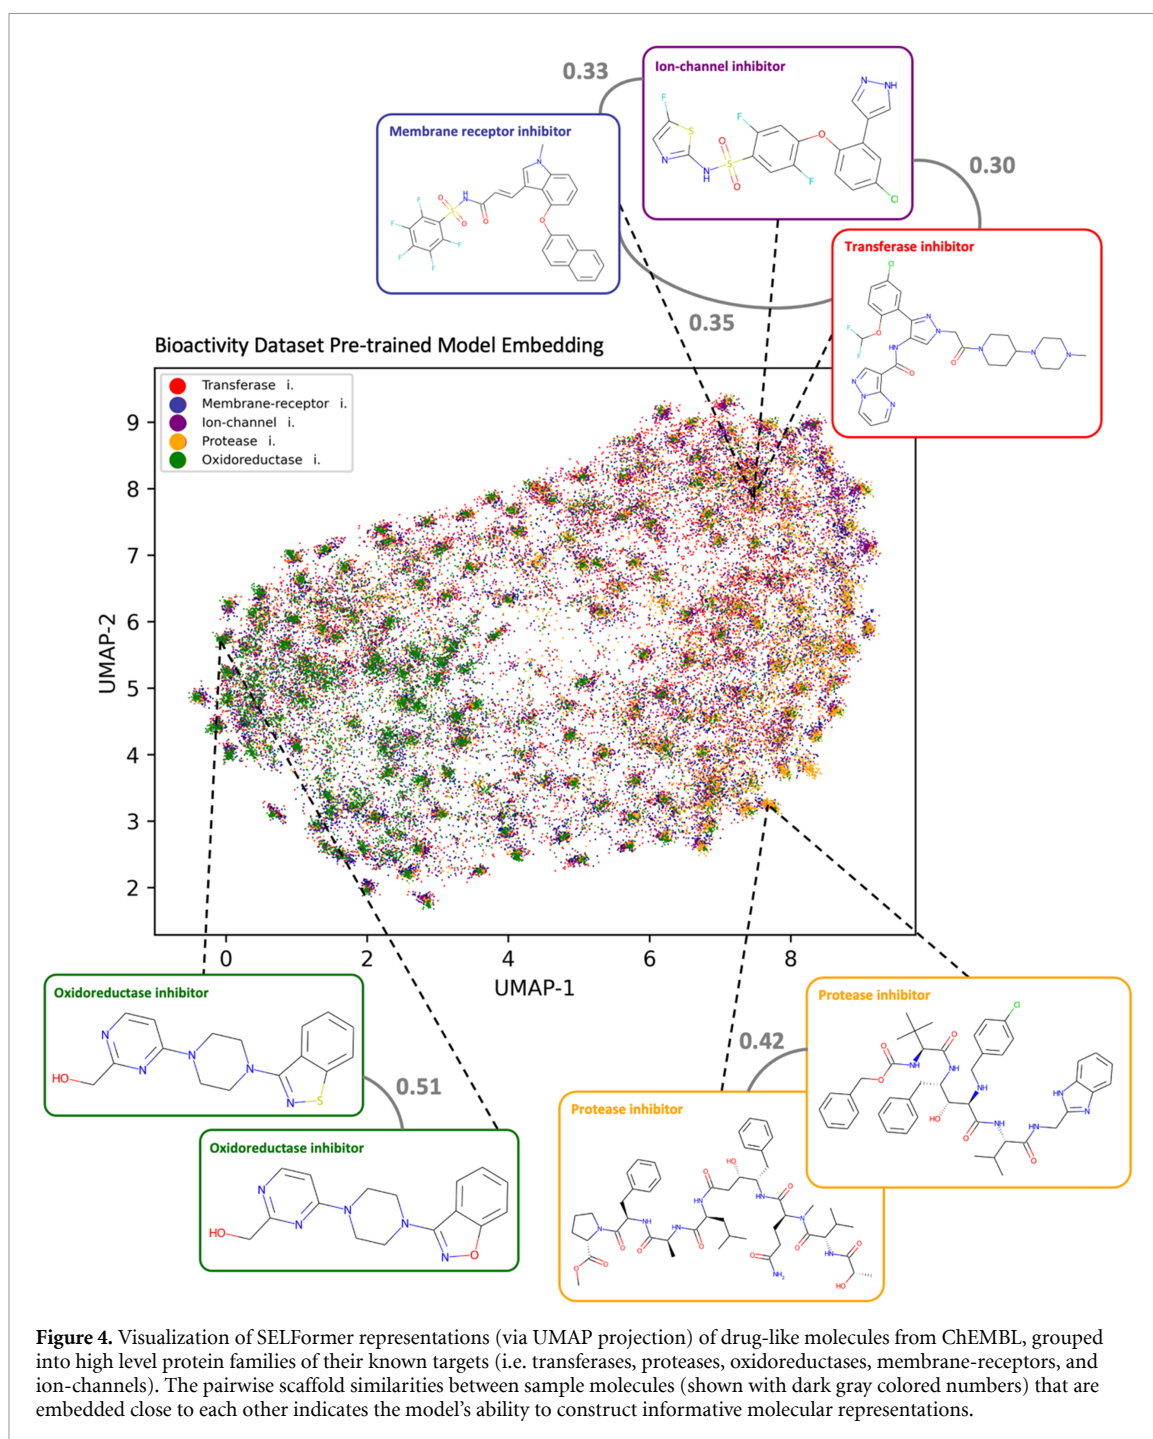 0.33
Ion-channel inhibitor
Membrane receptor inhibitor
0.30
Transferase inhibitor
0.35
Bioactivity Dataset Pre-trained Model Embedding
Transferase i.
Membrane-receptor i.
Ion-channel i.
Protease i.
Oxidoreductase i.
9
8
7
6
5
4
3
2
UMAP-2
0 2 4 6 8
UMAP-1
Oxidoreductase inhibitor
0.51
Oxidoreductase inhibitor
Protease inhibitor
0.42
Protease inhibitor
Figure 4. Visualization of SELFormer representations (via UMAP projection) of drug-like molecules from ChEMBL, grouped
into high level protein families of their known targets (i.e. transferases, proteases, oxidoreductases, membrane-receptors, and
ion-channels). The pairwise scaffold similarities between sample molecules (shown with dark gray colored numbers) that are
embedded close to each other indicates the model's ability to construct informative molecular representations.